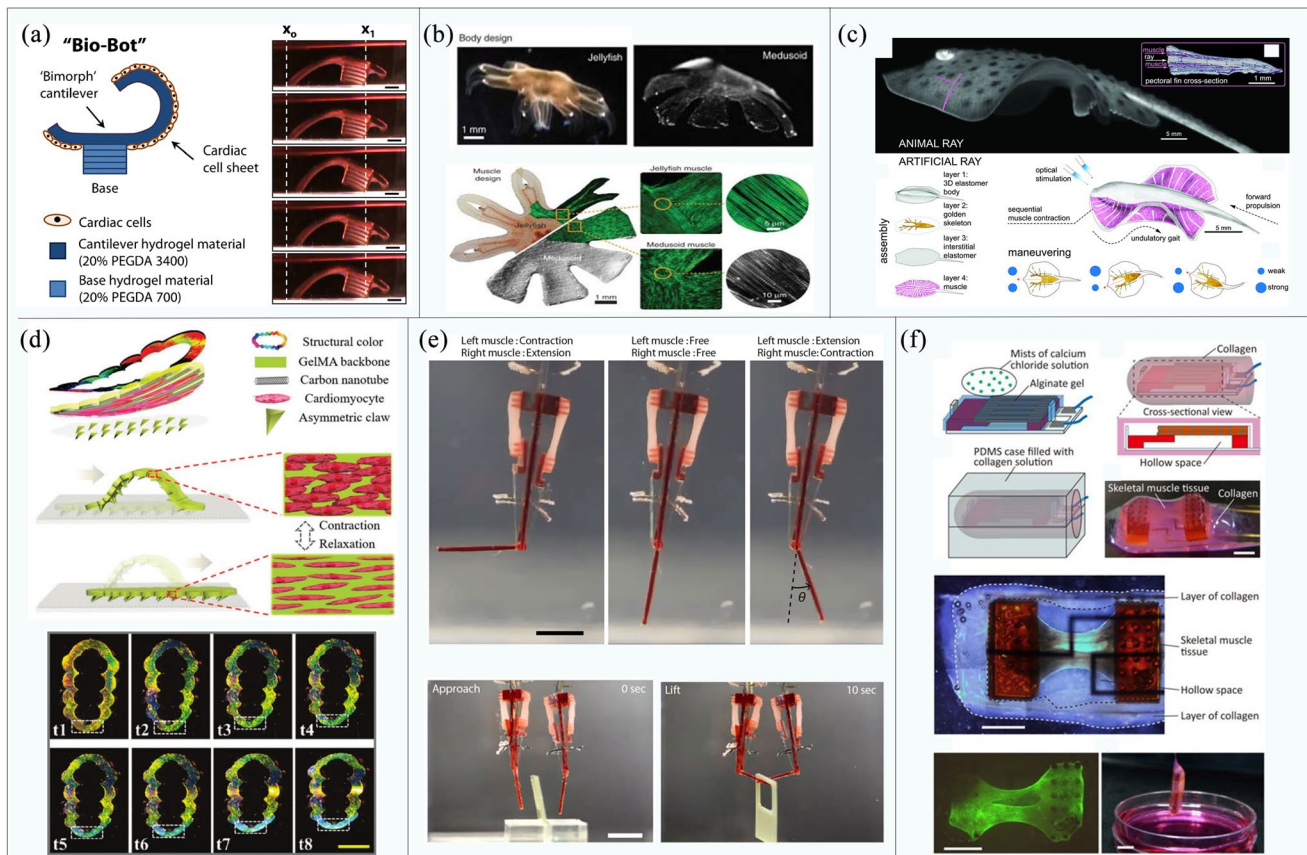 (a)
"Bio-Bot"
'Bimorph'
cantilever
Cardiac
cell sheet
Base
Cardiac cells
Cantilever hydrogel material
(20% PEGDA 3400)
Base hydrogel material
(20% PEGDA 700)
x₀
x₁
(b)
Body design
Jellyfish
1 mm
Medusoid
Muscle
design
Jellyfish
Medusoid
1 mm
Jellyfish muscle
5 μm
Medusoid muscle
10 μm
(c)
muscle
ray
muscle
pectoral fin cross-section
1 mm
5 mm
ANIMAL RAY
ARTIFICIAL RAY
assembly
layer 1:
3D elastomer
body
layer 2:
golden
skeleton
layer 3:
interstitial
elastomer
layer 4:
muscle
optical
stimulation
sequential
muscle contraction
undulatory gait
forward
propulsion
5 mm
maneuvering
weak
strong
(d)
Structural color
GelMA backbone
Carbon nanotube
Cardiomyocyte
Asymmetric claw
Contraction
Relaxation
t1
t2
t3
t4
t5
t6
t7
t8
(e)
Left muscle : Contraction
Right muscle : Extension
Left muscle : Free
Right muscle : Free
Left muscle : Extension
Right muscle : Contraction
θ
Approach
0 sec
Lift
10 sec
(f)
Mists of calcium
chloride solution
Alginate gel
PDMS case filled with
collagen solution
Collagen
Cross-sectional view
Hollow space
Skeletal muscle tissue
Collagen
Layer of collagen
Skeletal muscle
tissue
Hollow space
Layer of collagen